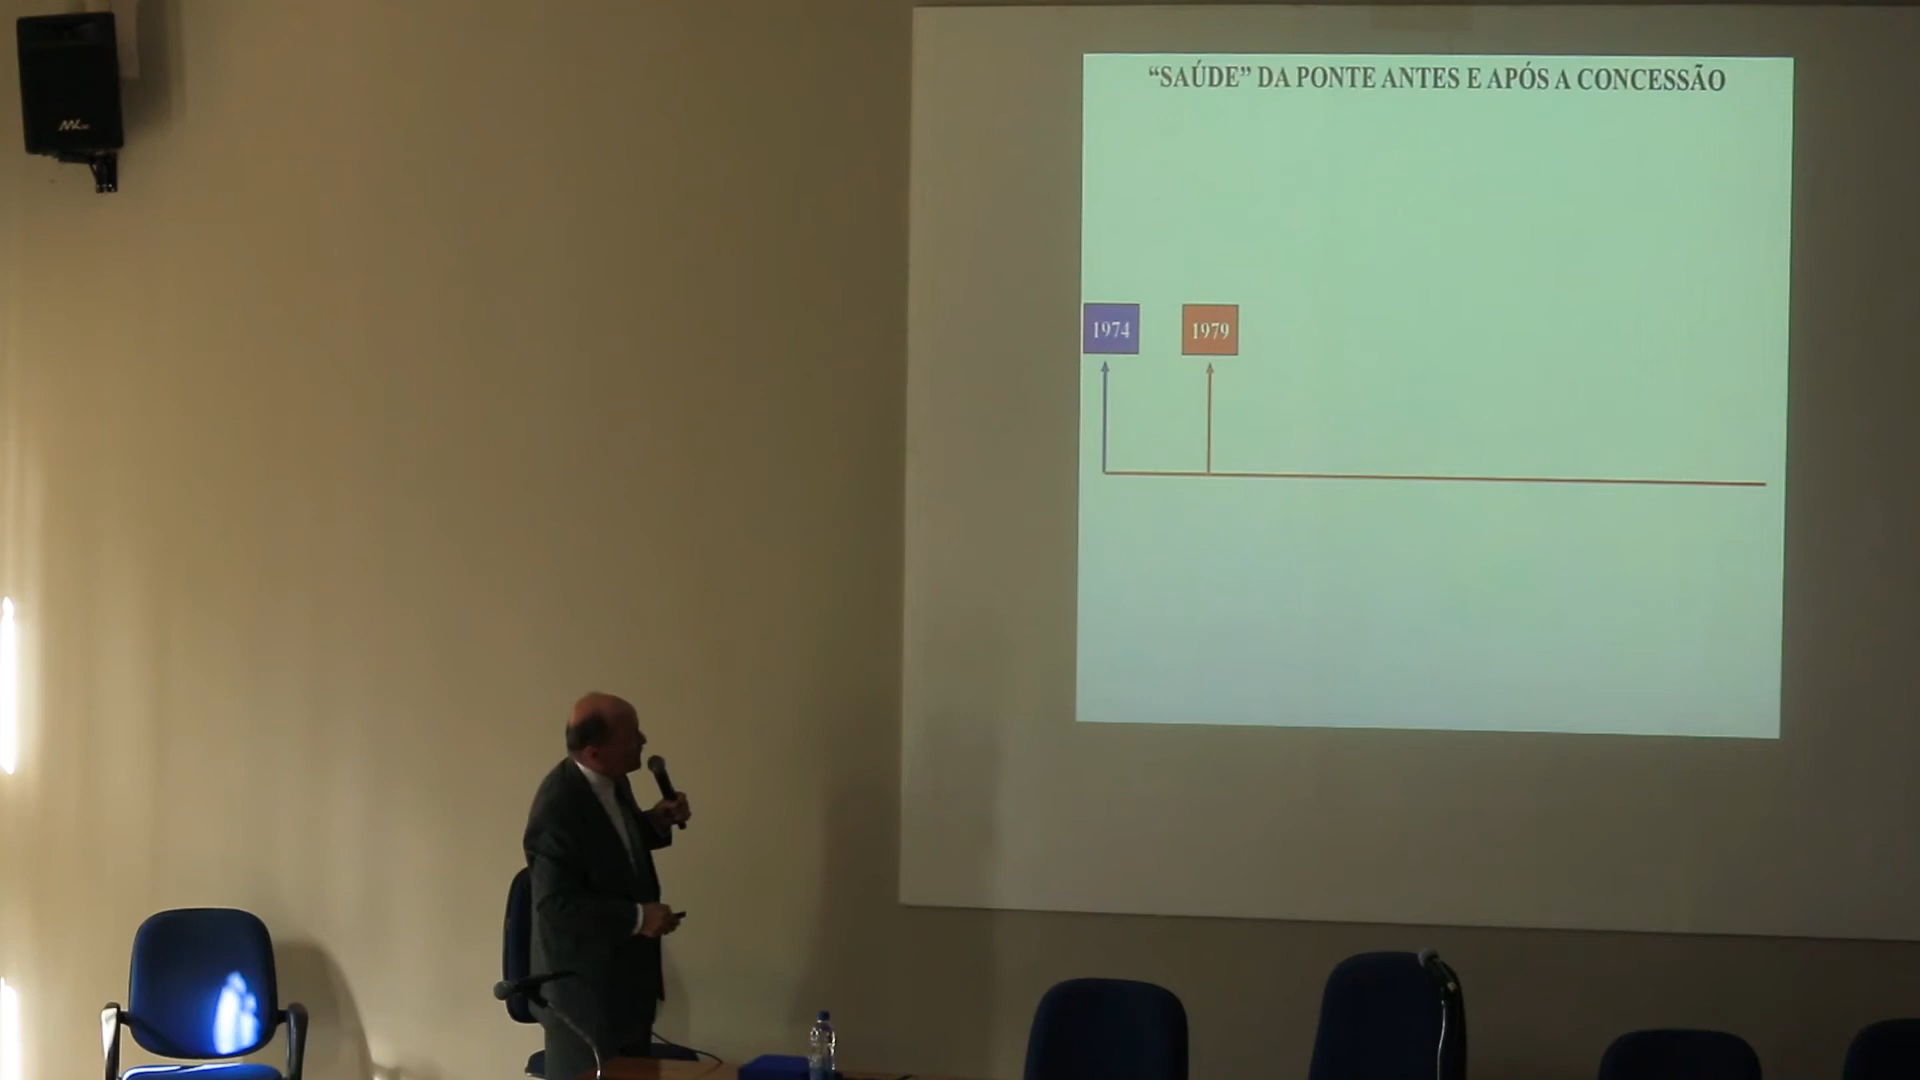 “SAÚDE” DA PONTE ANTES E APÓS A CONCESSÃO
1974
1979